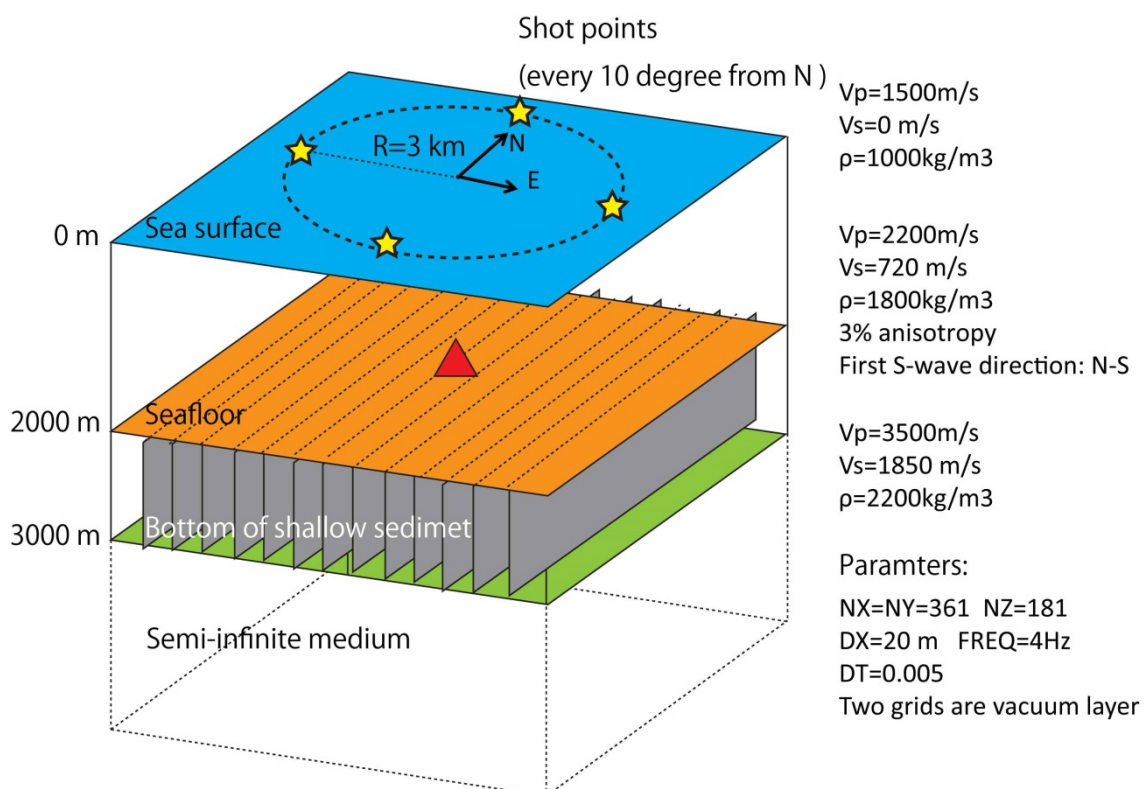 Shot points
(every 10 degree from N )
R=3 km
N
E
Sea surface
0 m
Seafloor
2000 m
Bottom of shallow sedimet
3000 m
Semi-infinite medium
Vp=1500m/s
Vs=0 m/s
ρ=1000kg/m3
Vp=2200m/s
Vs=720 m/s
ρ=1800kg/m3
3% anisotropy
First S-wave direction: N-S
Vp=3500m/s
Vs=1850 m/s
ρ=2200kg/m3
Paramters:
NX=NY=361 NZ=181
DX=20 m FREQ=4Hz
DT=0.005
Two grids are vacuum layer